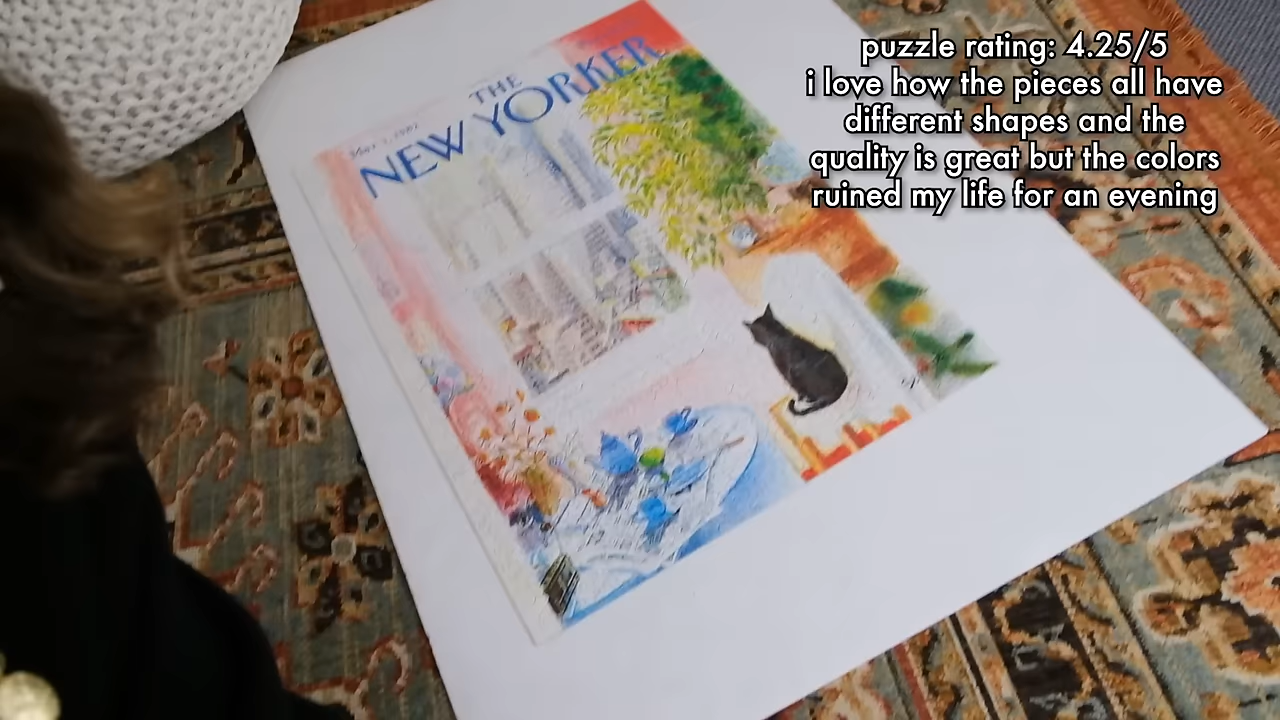 puzzle rating: 4.25/5
i love how the pieces all have
different shapes and the
quality is great but the colors
ruined my life for an evening
THE
NEW YORKER